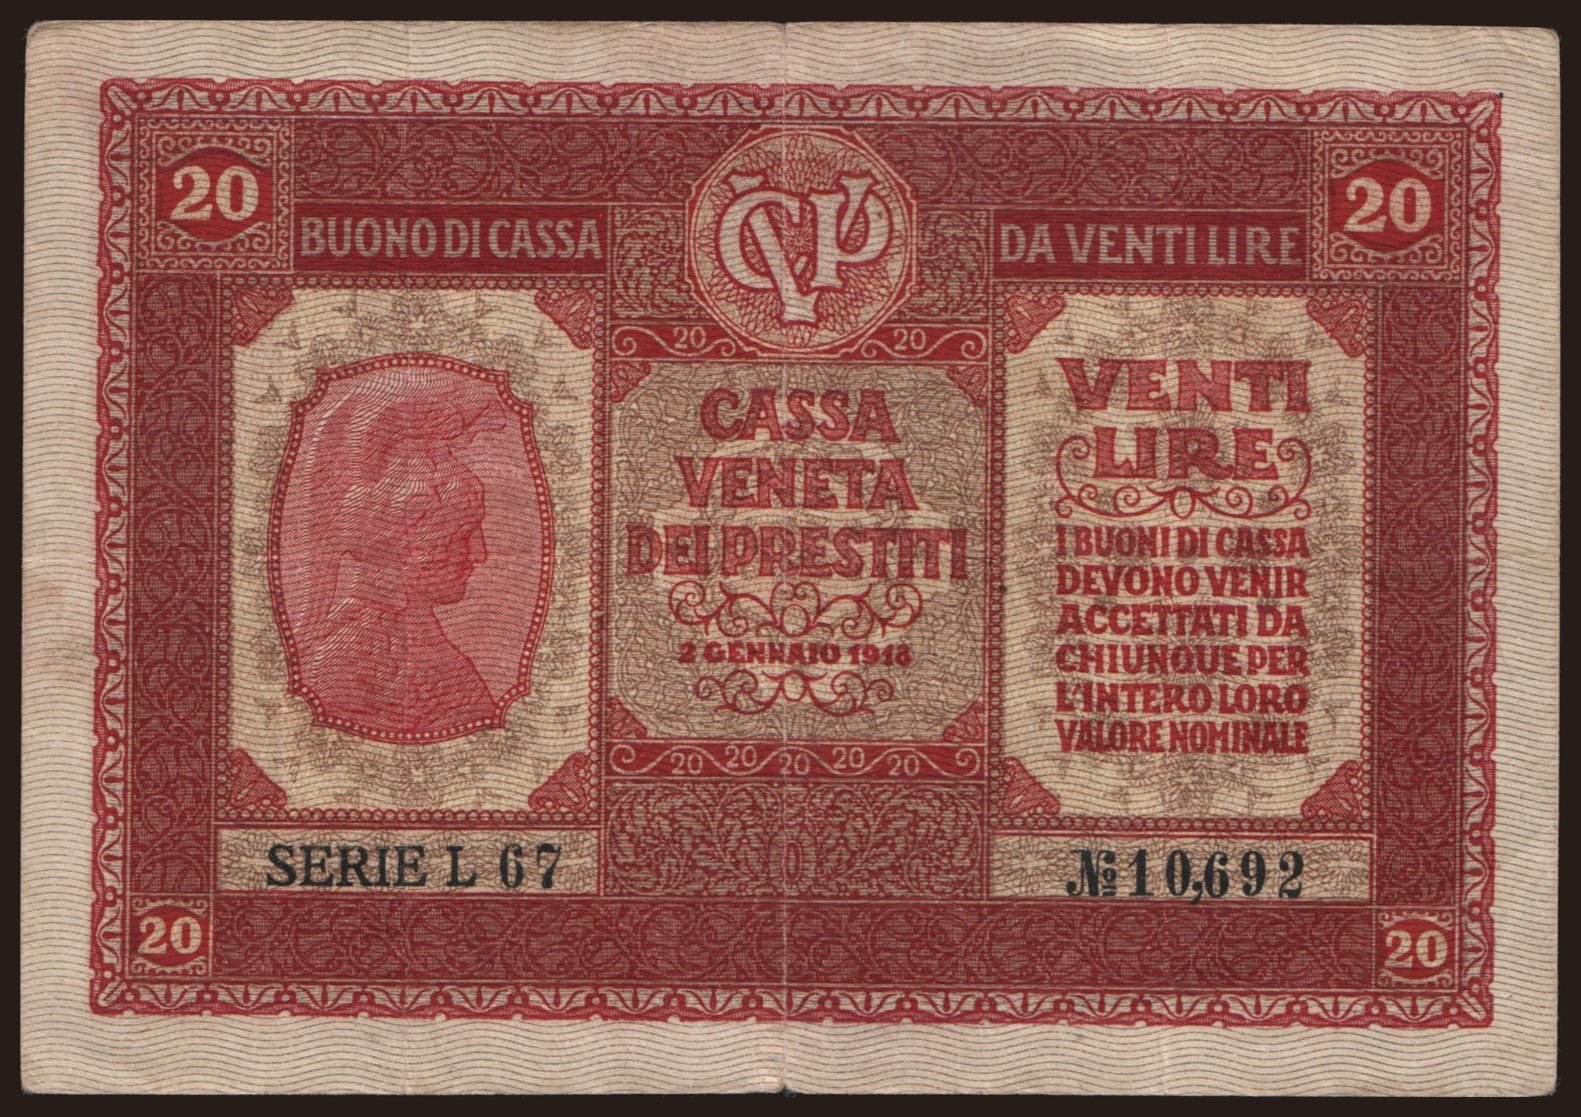 20
BUONO DI CASSA
CVP
DA VENTI LIRE
20
20 20
CASSA
VENETA
DEI PRESTITI
2 GENNAIO 1918
20 20 20 20 20
VENTI
LIRE
I BUONI DI CASSA
DEVONO VENIR
ACCETTATI DA
CHIUNQUE PER
L'INTERO LORO
VALORE NOMINALE
SERIE L 67
№10,692
20
20